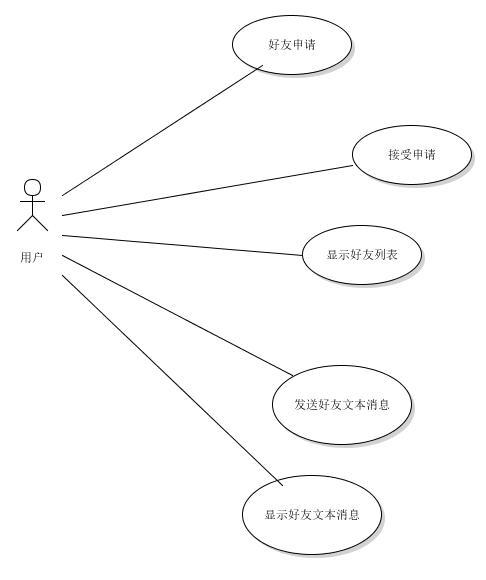 好友申请
接受申请
用户
显示好友列表
发送好友文本消息
显示好友文本消息